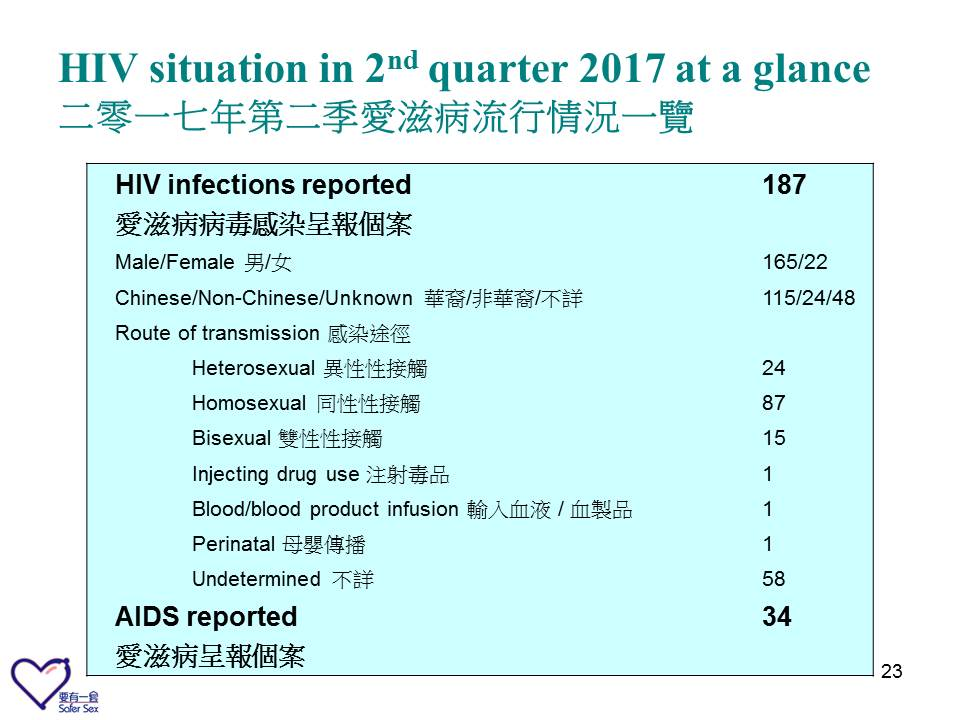 HIV situation in 2nd quarter 2017 at a glance
二零一七年第二季愛滋病流行情況一覽
HIV infections reported 187
愛滋病病毒感染呈報個案
Male/Female 男/女 165/22
Chinese/Non-Chinese/Unknown 華裔/非華裔/不詳 115/24/48
Route of transmission 感染途徑
Heterosexual 異性性接觸 24
Homosexual 同性性接觸 87
Bisexual 雙性性接觸 15
Injecting drug use 注射毒品 1
Blood/blood product infusion 輸入血液 / 血製品 1
Perinatal 母嬰傳播 1
Undetermined 不詳 58
AIDS reported 34
愛滋病呈報個案
要有一套
Safer Sex
23